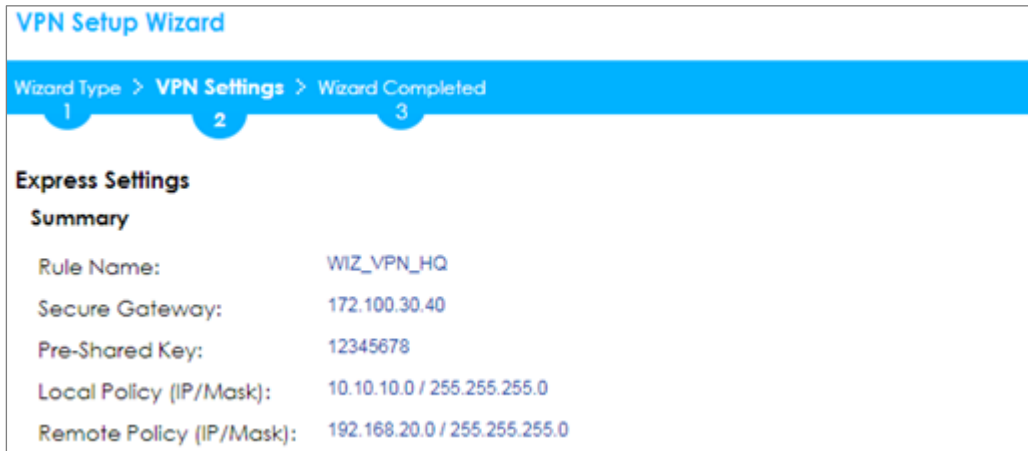 VPN Setup Wizard
Wizard Type > VPN Settings > Wizard Completed
1 2 3
Express Settings
Summary
Rule Name: WIZ_VPN_HQ
Secure Gateway: 172.100.30.40
Pre-Shared Key: 12345678
Local Policy (IP/Mask): 10.10.10.0 / 255.255.255.0
Remote Policy (IP/Mask): 192.168.20.0 / 255.255.255.0